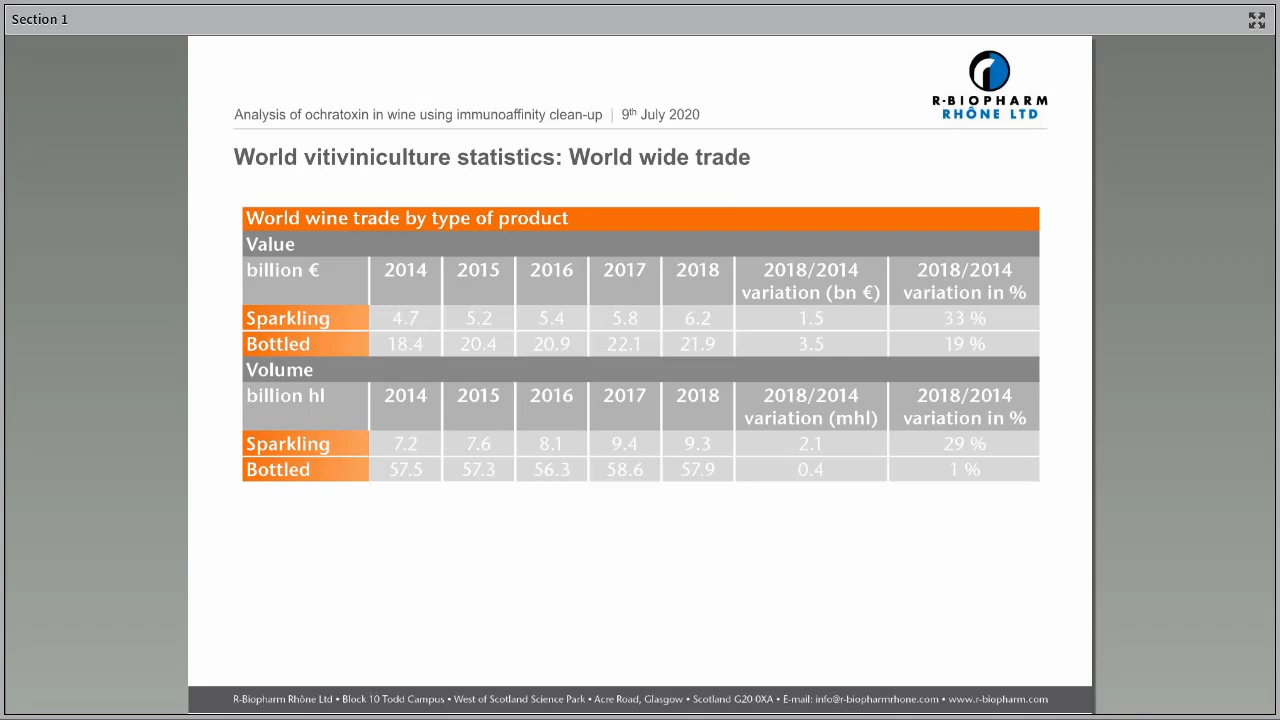 Section 1
R-BIOPHARM
RHÔNE LTD
Analysis of ochratoxin in wine using immunoaffinity clean-up | 9th July 2020
World vitiviniculture statistics: World wide trade
World wine trade by type of product
Value
billion € 2014 2015 2016 2017 2018 2018/2014 variation (bn €) 2018/2014 variation in %
Sparkling 4.7 5.2 5.4 5.8 6.2 1.5 33 %
Bottled 18.4 20.4 20.9 22.1 21.9 3.5 19 %
Volume
billion hl 2014 2015 2016 2017 2018 2018/2014 variation (mhl) 2018/2014 variation in %
Sparkling 7.2 7.6 8.1 9.4 9.3 2.1 29 %
Bottled 57.5 57.3 56.3 58.6 57.9 0.4 1 %
R-Biopharm Rhône Ltd • Block 10 Todd Campus • West of Scotland Science Park • Acre Road, Glasgow • Scotland G20 0XA • E-mail: info@r-biopharmrhone.com • www.r-biopharm.com